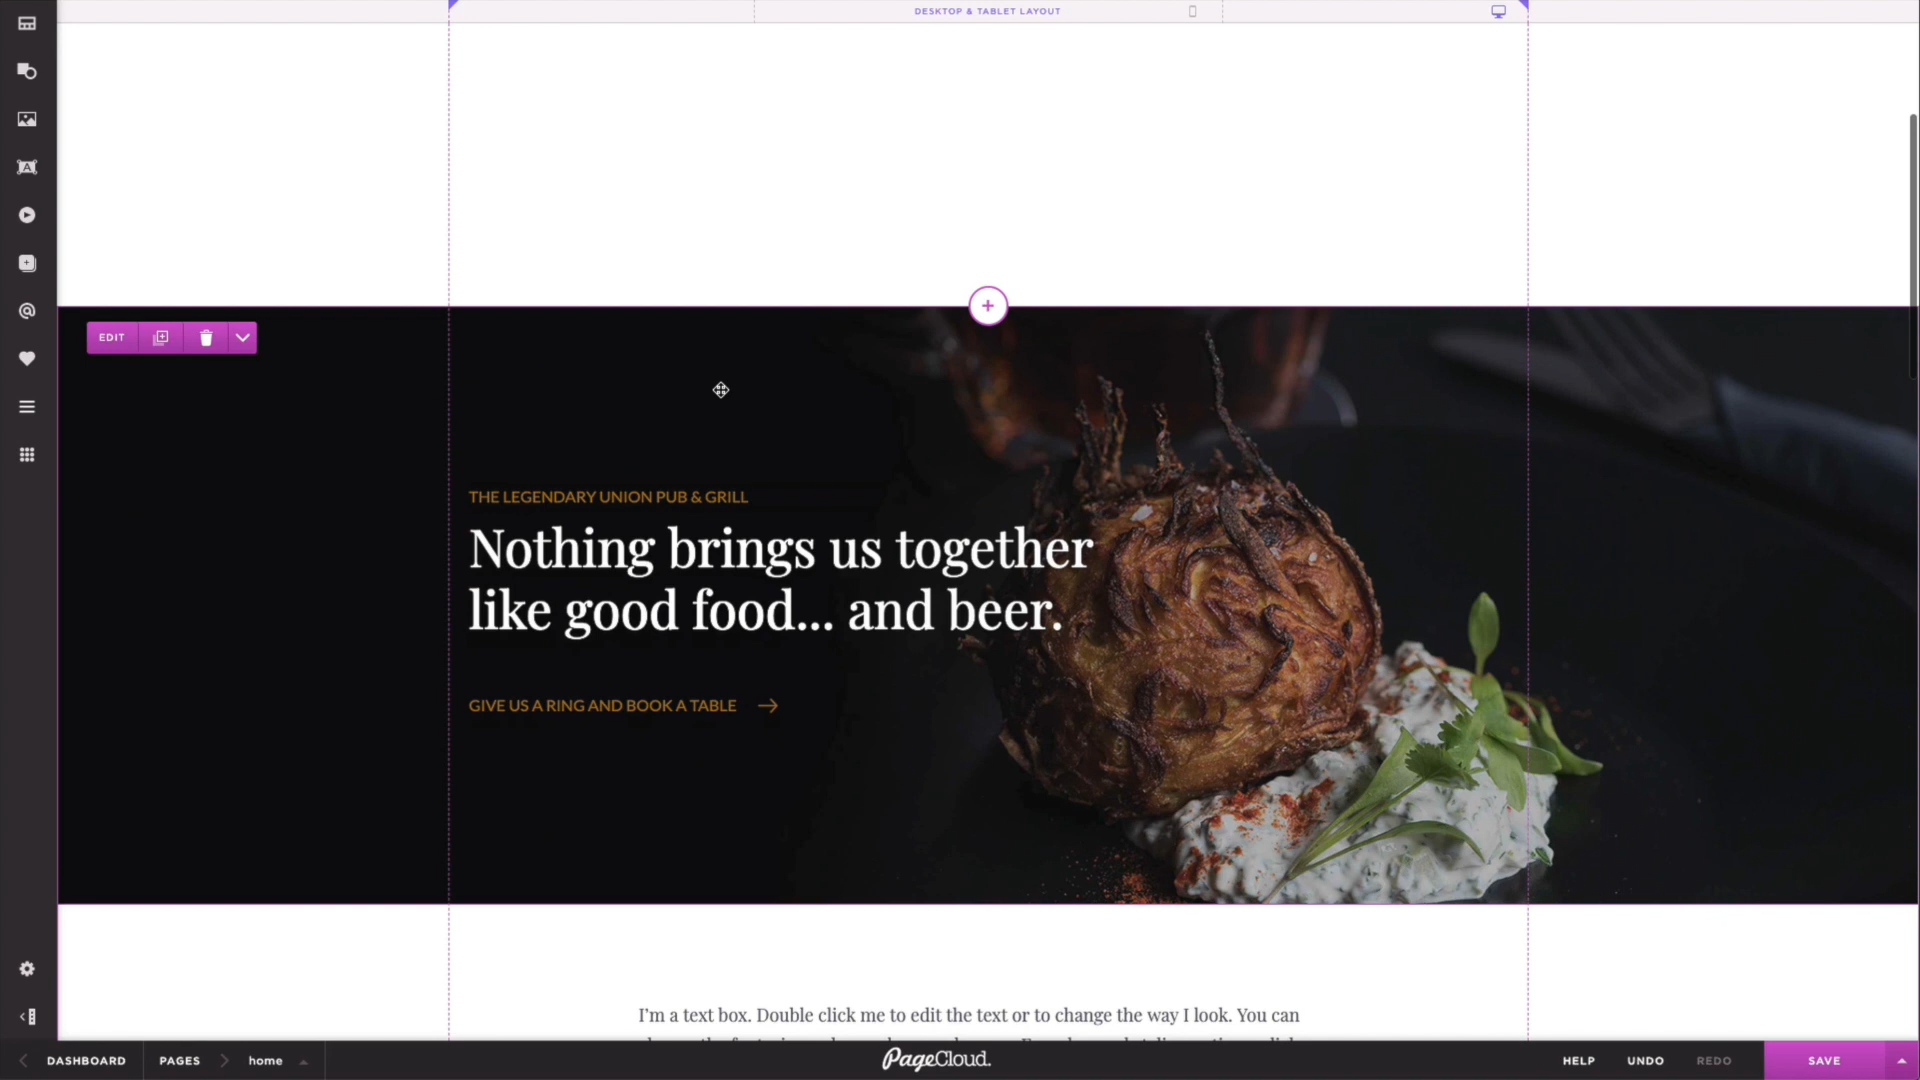 DESKTOP & TABLET LAYOUT
EDIT
THE LEGENDARY UNION PUB & GRILL
Nothing brings us together
like good food... and beer.
GIVE US A RING AND BOOK A TABLE
I'm a text box. Double click me to edit the text or to change the way I look. You can
DASHBOARD PAGES home PageCloud. HELP UNDO REDO SAVE